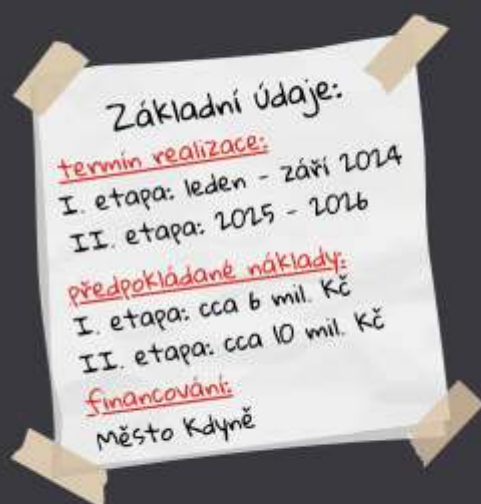 Základní údaje:
termín realizace:
I. etapa: leden - září 2024
II. etapa: 2025 - 2026
předpokládané náklady:
I. etapa: cca 6 mil. Kč
II. etapa: cca 10 mil. Kč
financování:
Město Kdyně